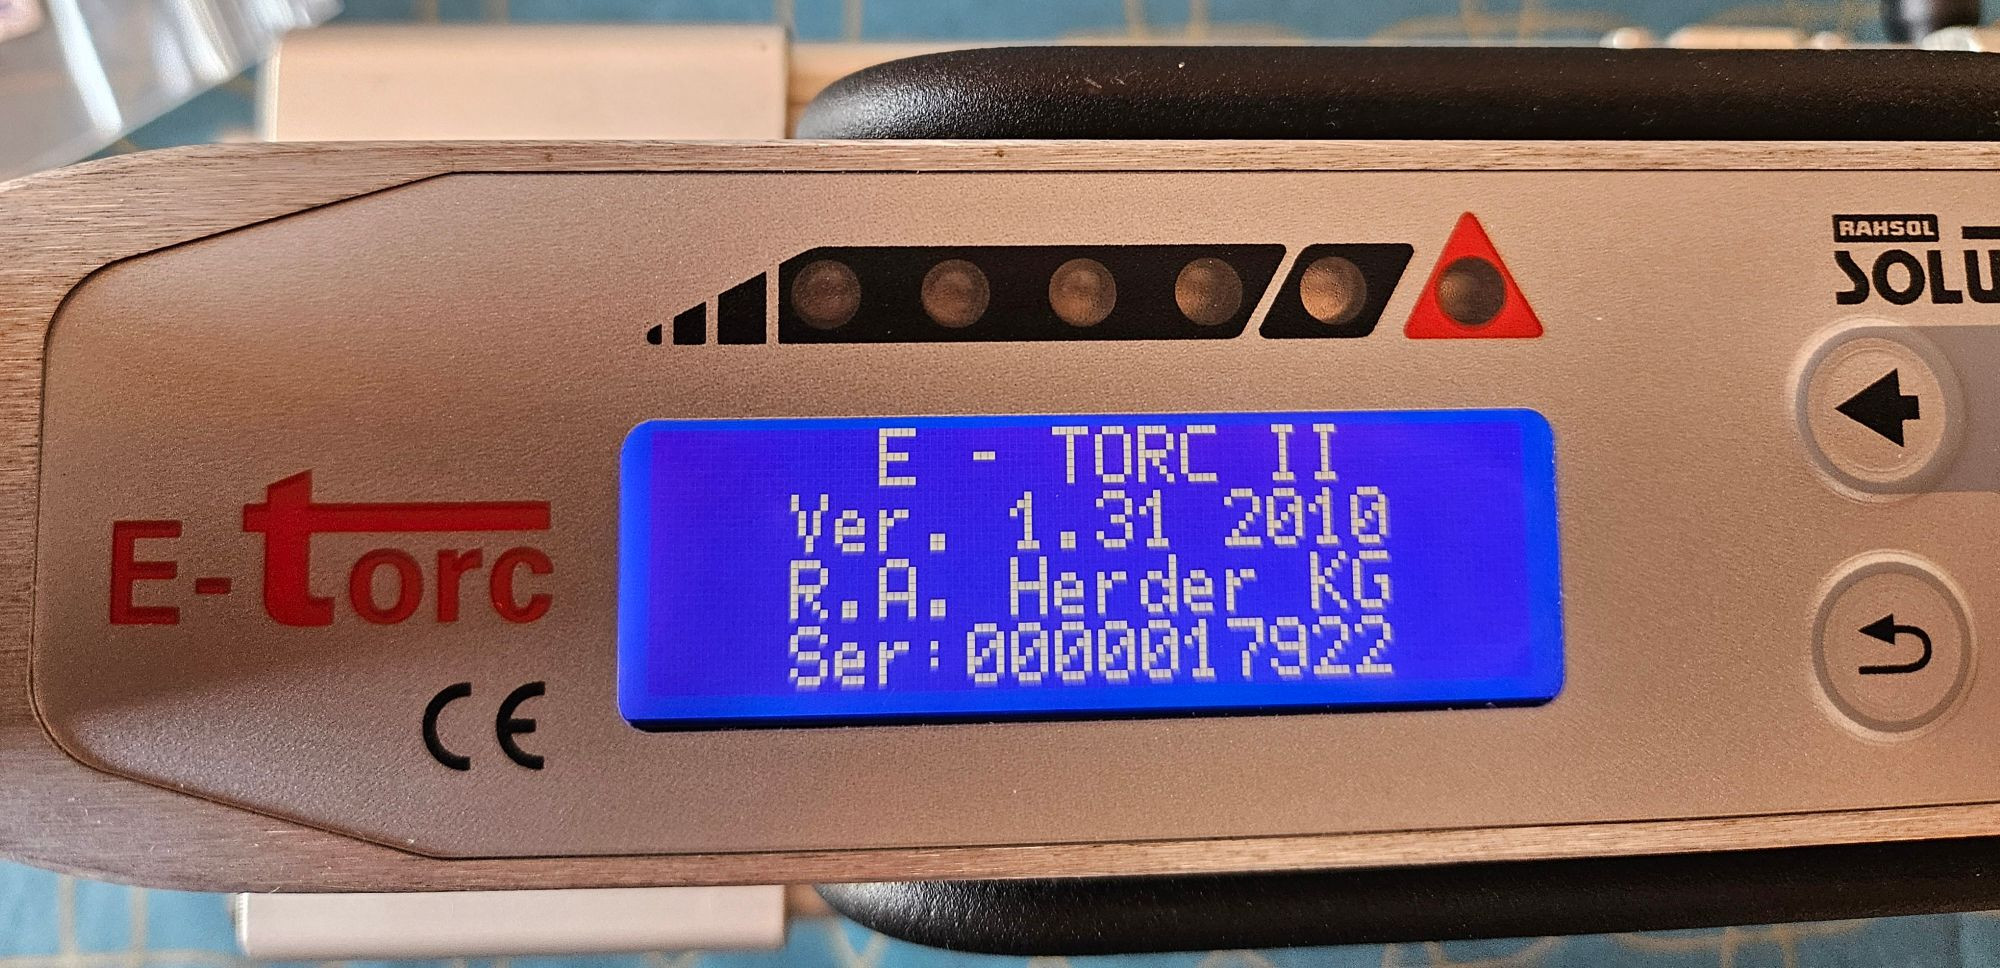 RAHSOL
E-torc
CE
E - TORC II
Ver. 1.31 2010
R.A. Herder KG
Ser:0000017922